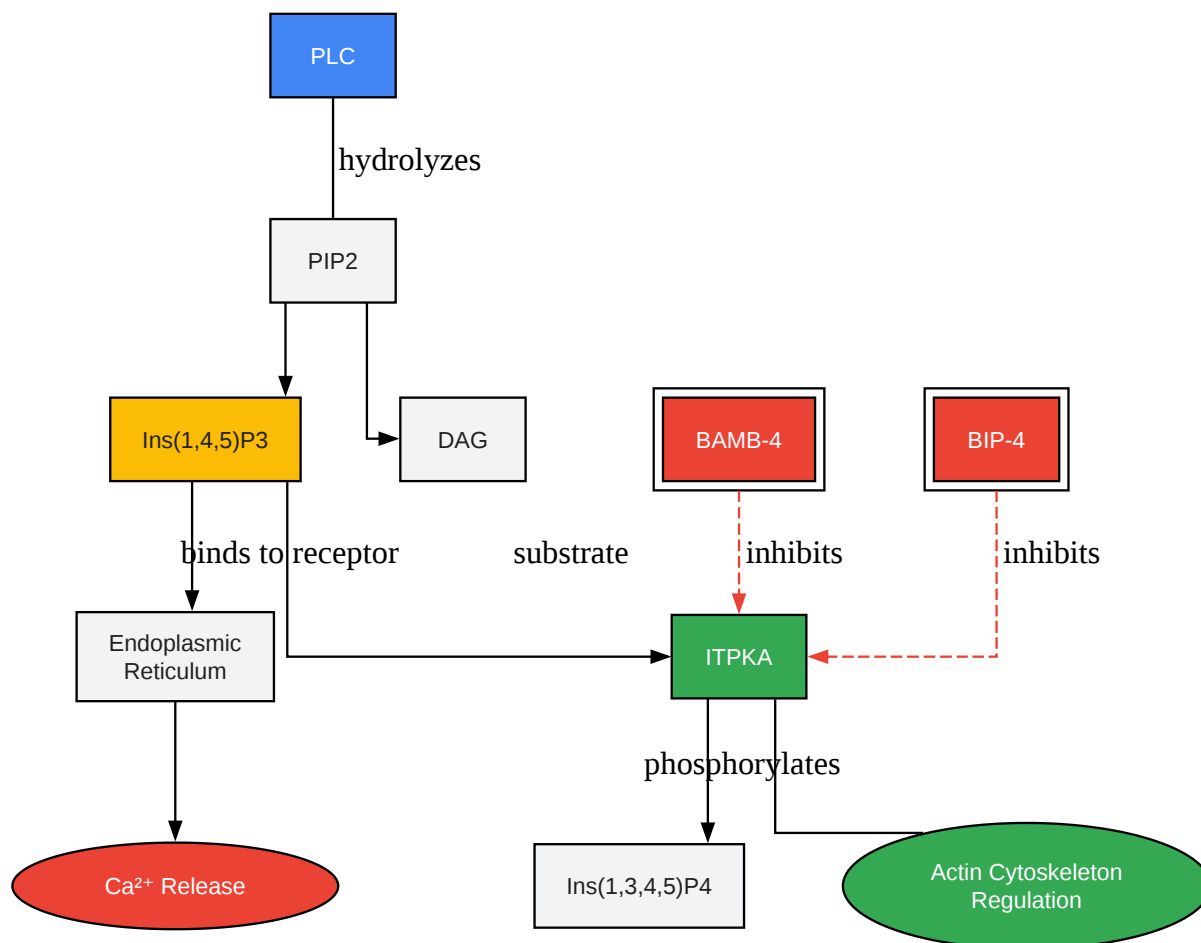 PLC
hydrolyzes
PIP2
Ins(1,4,5)P3
DAG
BAMB-4
BIP-4
binds to receptor
substrate
inhibits
inhibits
Endoplasmic
Reticulum
ITPKA
phosphorylates
Ca²⁺ Release
Ins(1,3,4,5)P4
Actin Cytoskeleton
Regulation